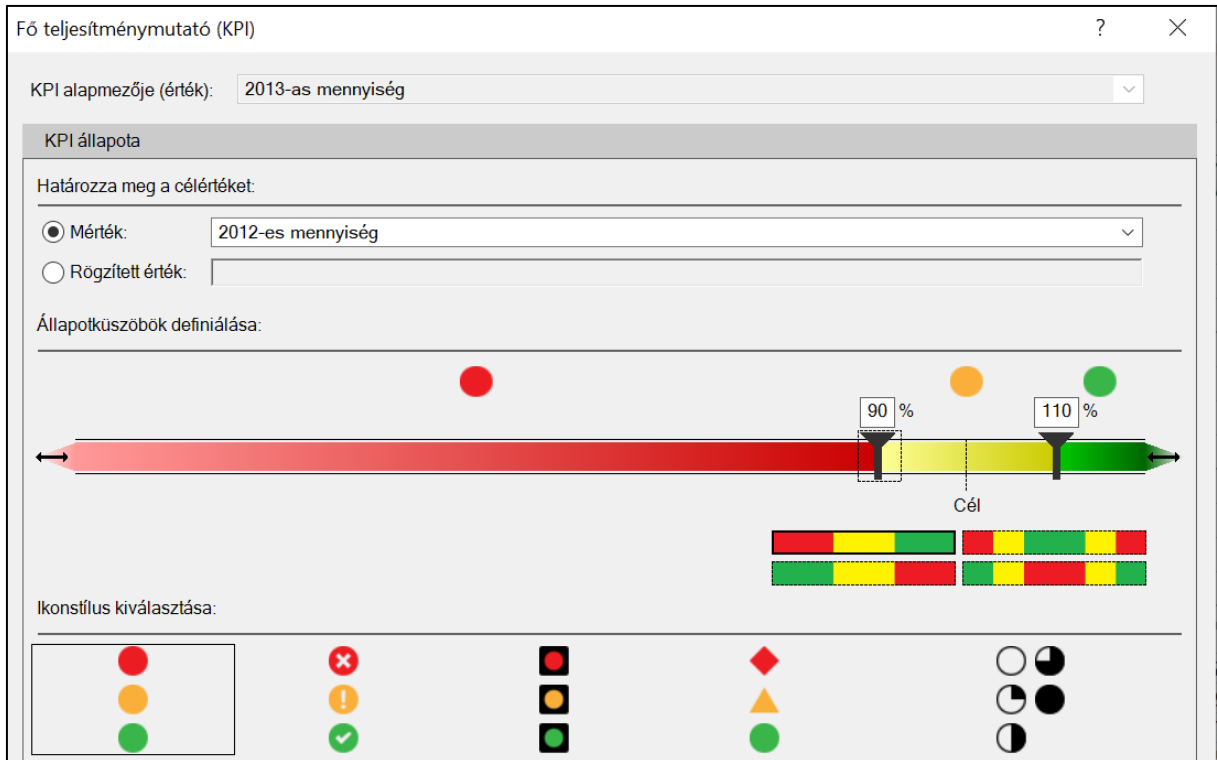 Fő teljesítménymutató (KPI) ?
KPI alapmezője (érték): 2013-as mennyiség
KPI állapota
Határozza meg a célértéket:
Mérték: 2012-es mennyiség
Rögzített érték:
Állapotküszöbök definiálása:
90 % 110 %
Cél
Ikonstílus kiválasztása: